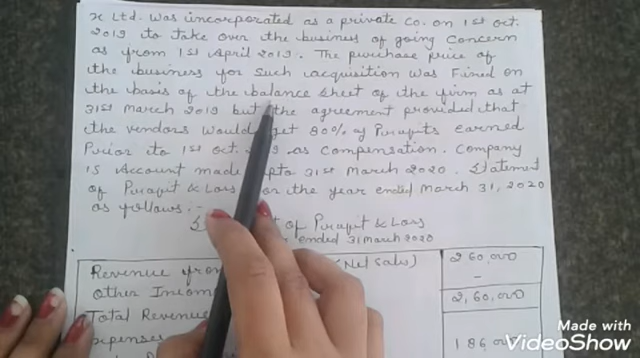 x Ltd. Was incorporated as a private Co. on 1st Oct.
2019 to take over the business of going Concern
as from 1st April 2019. The purchase price of
the business for such acquisition was Fixed on
the basis of the balance sheet of the firm as at
31st march 2019 but the agreement provided that
the vendors would get 80% of Profits earned
Prior to 1st Oct. as Compensation. Company
is Account made upto 31st March 2020. Statement
of Profit & Loss for the year ended March 31, 2020
as follows:-
of Profit & Loss
ended 31 March 2020
Revenue from (Net Sales) 260,000
Other Income -
Total Revenue 2,60,000
186
Made with
VideoShow